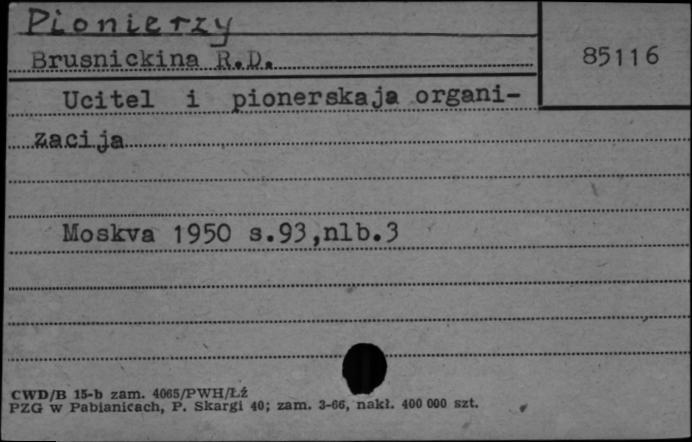 Pionierzy
Brusnickina R.D.
85116
Ucitel i pionerskaja organi-
zacija
Moskva 1950 s.93,nlb.3
CWD/B 15-b zam. 4065/PWH/Łź
PZG w Pabianicach, P. Skargi 40; zam. 3-66, nakł. 400 000 szt.